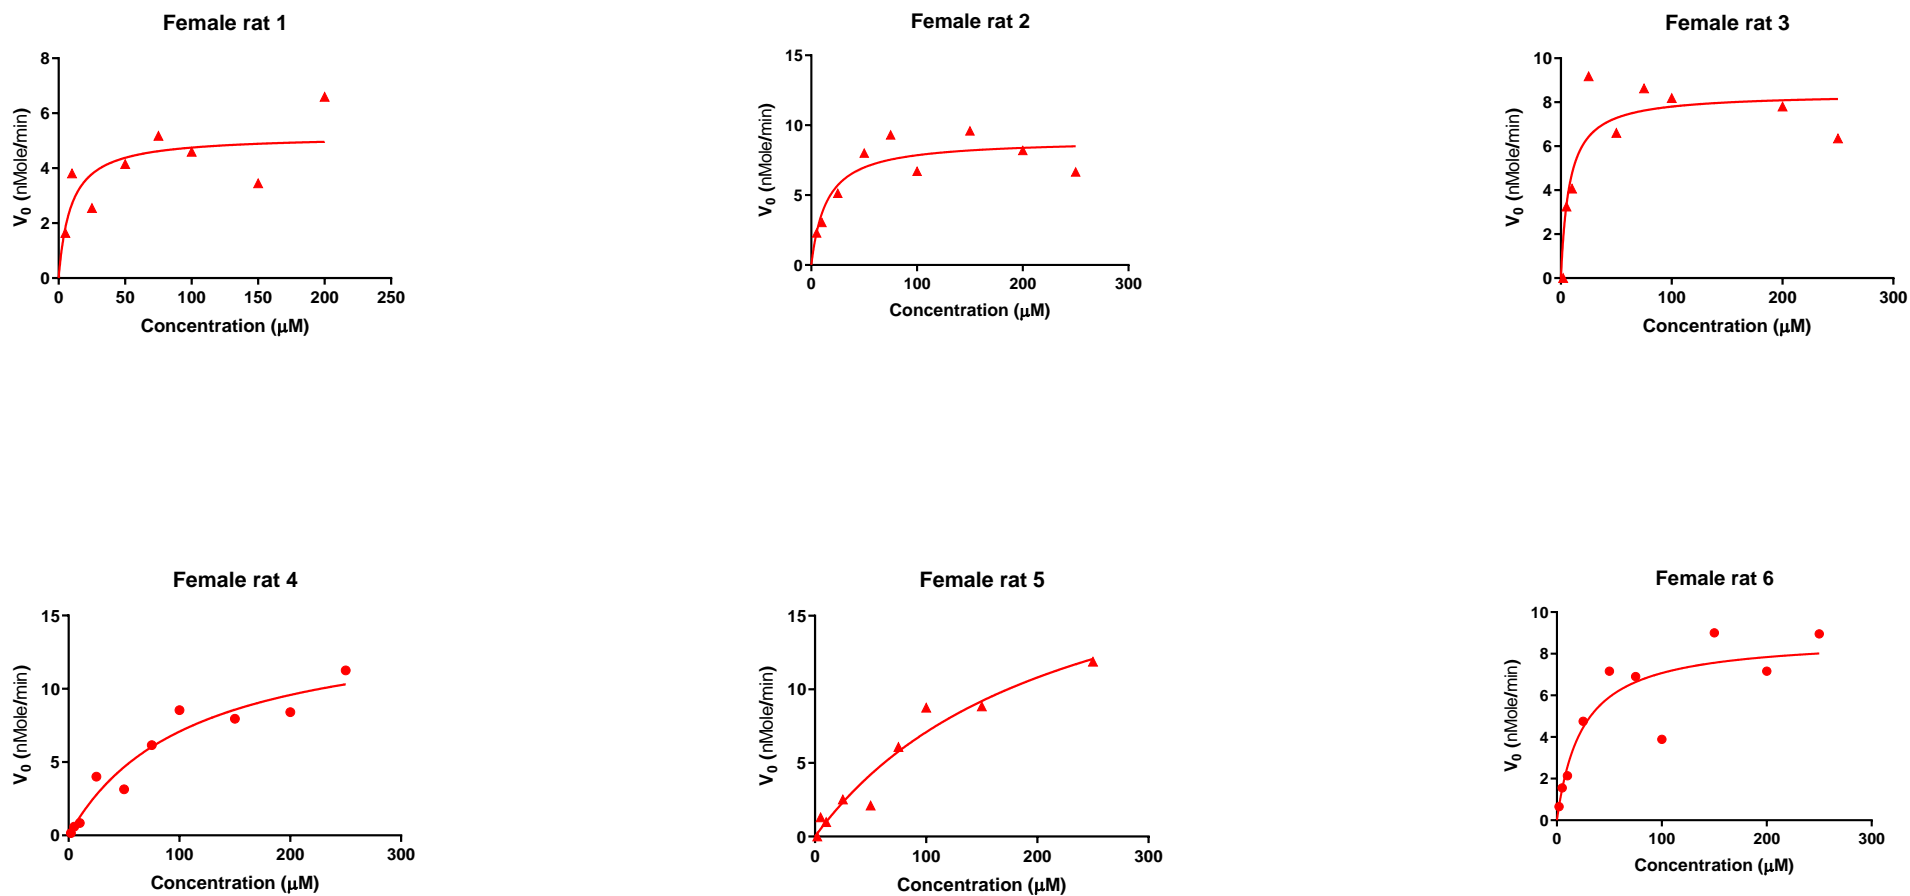 Female rat 1
8
6
4
2
0
V0 (nMole/min)
0 50 100 150 200 250
Concentration (μM)
Female rat 2
15
10
5
0
V0 (nMole/min)
0 100 200 300
Concentration (μM)
Female rat 3
10
8
6
4
2
0
V0 (nMole/min)
0 100 200 300
Concentration (μM)
Female rat 4
15
10
5
0
V0 (nMole/min)
0 100 200 300
Concentration (μM)
Female rat 5
15
10
5
0
V0 (nMole/min)
0 100 200 300
Concentration (μM)
Female rat 6
10
8
6
4
2
0
V0 (nMole/min)
0 100 200 300
Concentration (μM)